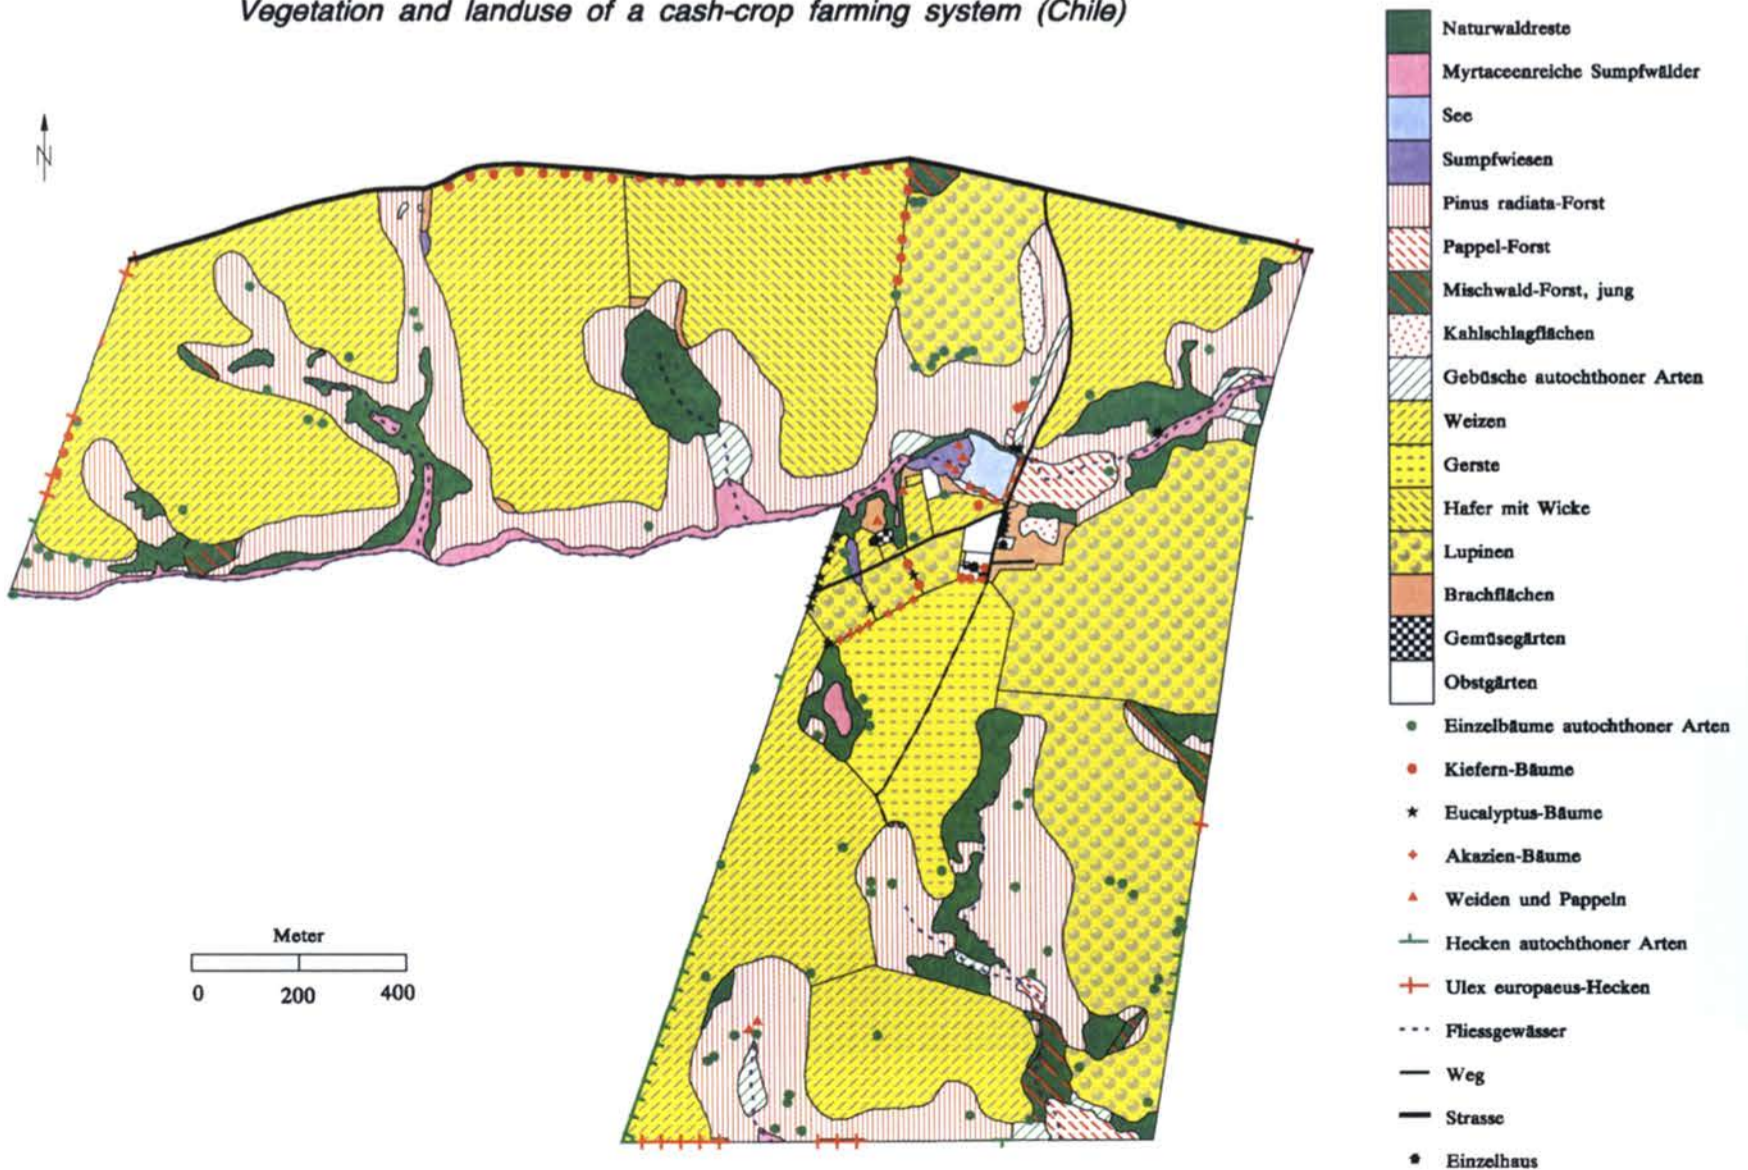 Vegetation and landuse of a cash-crop farming system (Chile)
N
Naturwaldreste
Myrtaceenreiche Sumpfwälder
See
Sumpfwiesen
Pinus radiata-Forst
Pappel-Forst
Mischwald-Forst, jung
Kahlschlagflächen
Gebüsche autochthoner Arten
Weizen
Gerste
Hafer mit Wicke
Lupinen
Brachflächen
Gemüsegärten
Obstgärten
Einzelbäume autochthoner Arten
Kiefern-Bäume
Eucalyptus-Bäume
Akazien-Bäume
Weiden und Pappeln
Hecken autochthoner Arten
Ulex europaeus-Hecken
Fliessgewässer
Weg
Strasse
Einzelhaus
Meter
0 200 400